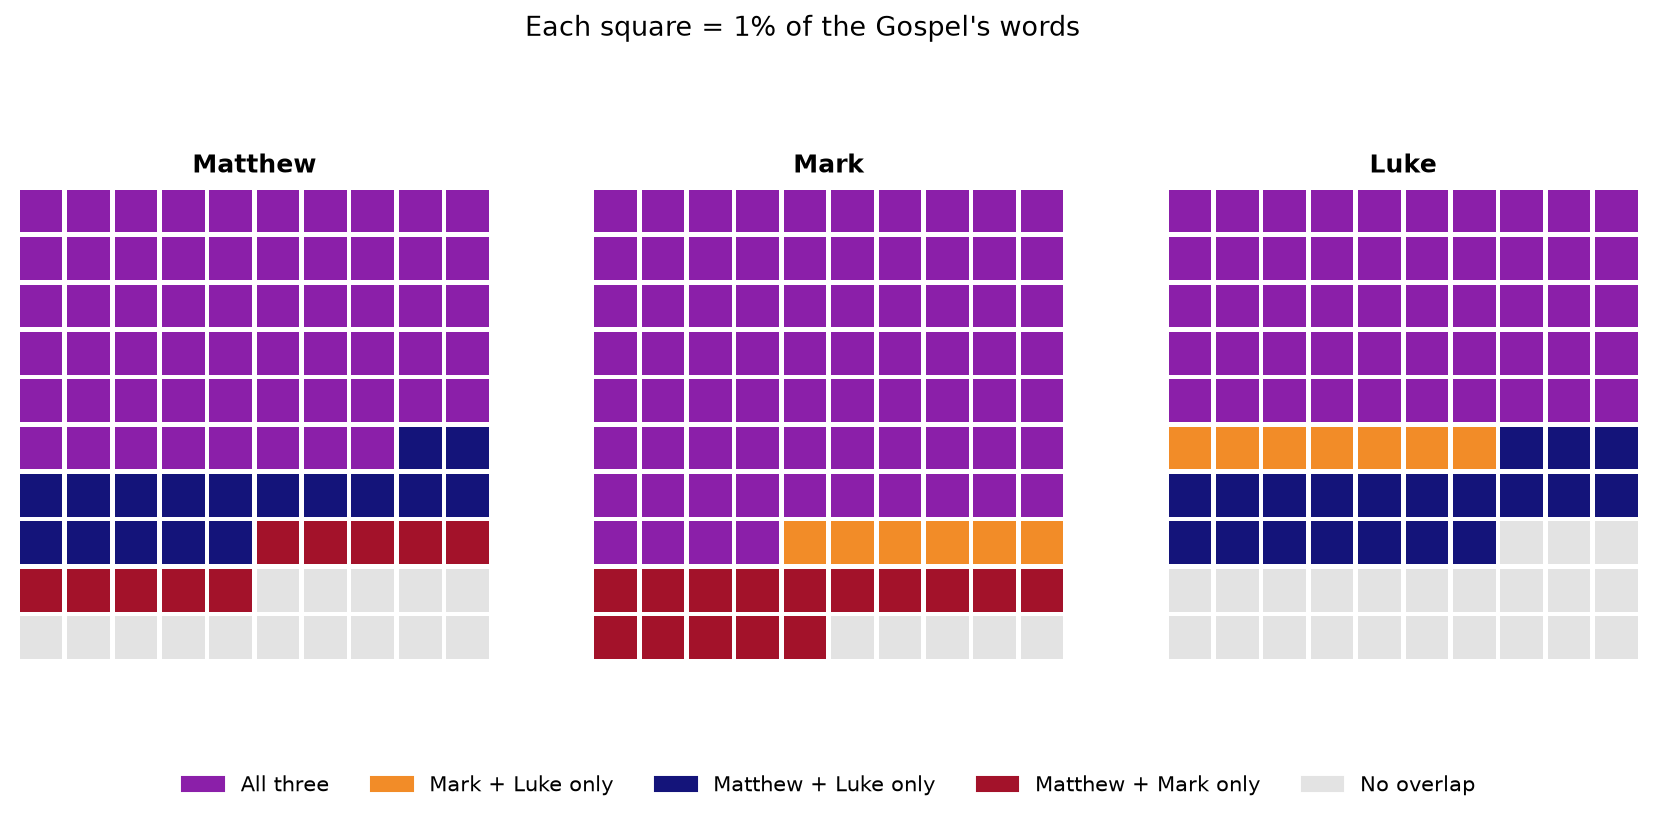 Each square = 1% of the Gospel's words
Matthew
Mark
Luke
All three
Mark + Luke only
Matthew + Luke only
Matthew + Mark only
No overlap